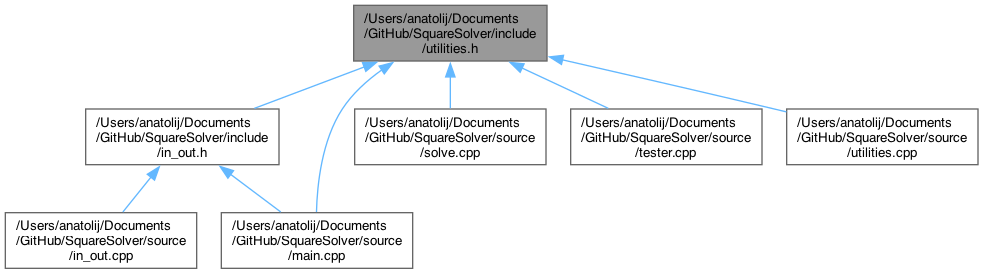 /Users/anatolij/Documents
/GitHub/SquareSolver/include
/utilities.h
/Users/anatolij/Documents
/GitHub/SquareSolver/include
/in_out.h
/Users/anatolij/Documents
/GitHub/SquareSolver/source
/solve.cpp
/Users/anatolij/Documents
/GitHub/SquareSolver/source
/tester.cpp
/Users/anatolij/Documents
/GitHub/SquareSolver/source
/utilities.cpp
/Users/anatolij/Documents
/GitHub/SquareSolver/source
/in_out.cpp
/Users/anatolij/Documents
/GitHub/SquareSolver/source
/main.cpp